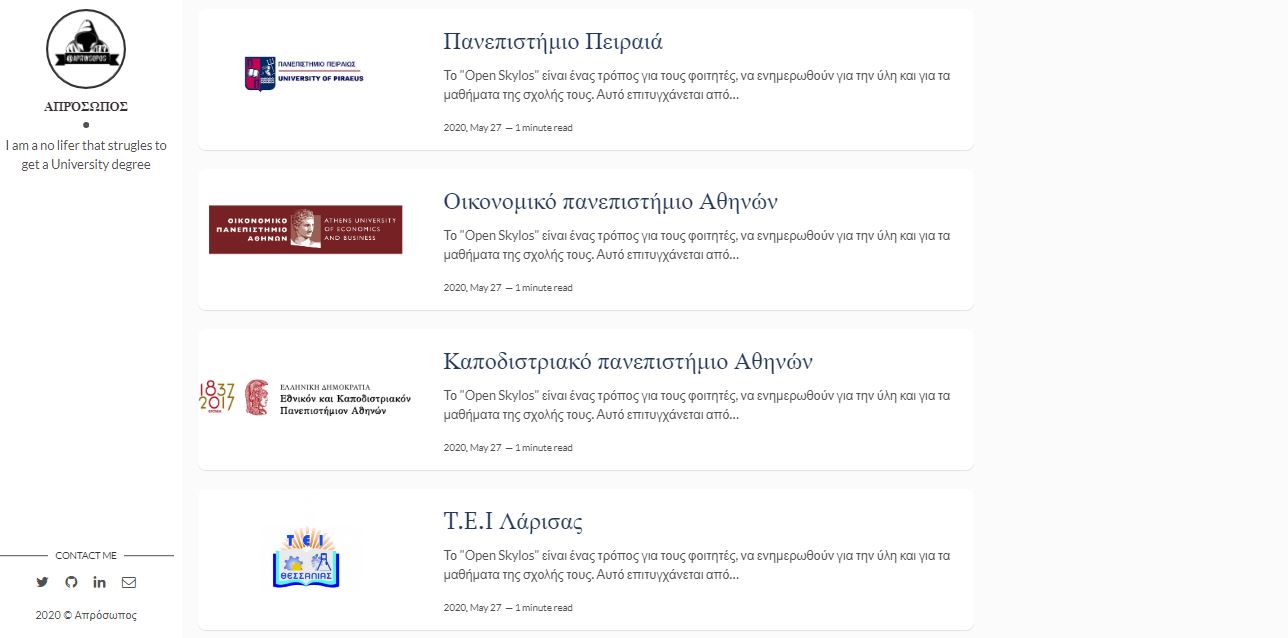 @APROSOPOS
ΑΠΡΌΣΩΠΟΣ
I am a no lifer that strugles to
get a University degree
CONTACT ME
2020 © Απρόσωπος
ΠΑΝΕΠΙΣΤΗΜΙΟ ΠΕΙΡΑΙΩΣ
UNIVERSITY OF PIRAEUS
Πανεπιστήμιο Πειραιά
Το "Open Skylos" είναι ένας τρόπος για τους φοιτητές, να ενημερωθούν για την ύλη και για τα
μαθήματα της σχολής τους. Αυτό επιτυγχάνεται από...
2020, May 27 — 1 minute read
ΟΙΚΟΝΟΜΙΚΟ
ΠΑΝΕΠΙΣΤΗΜΙΟ
ΑΘΗΝΩΝ
ATHENS UNIVERSITY
OF ECONOMICS
AND BUSINESS
Οικονομικό πανεπιστήμιο Αθηνών
Το "Open Skylos" είναι ένας τρόπος για τους φοιτητές, να ενημερωθούν για την ύλη και για τα
μαθήματα της σχολής τους. Αυτό επιτυγχάνεται από...
2020, May 27 — 1 minute read
1837
2017
ΕΛΛΗΝΙΚΗ ΔΗΜΟΚΡΑΤΙΑ
Εθνικόν και Καποδιστριακόν
Πανεπιστήμιον Αθηνών
Καποδιστριακό πανεπιστήμιο Αθηνών
Το "Open Skylos" είναι ένας τρόπος για τους φοιτητές, να ενημερωθούν για την ύλη και για τα
μαθήματα της σχολής τους. Αυτό επιτυγχάνεται από...
2020, May 27 — 1 minute read
Τ Ε Ι
ΘΕΣΣΑΛΙΑΣ
Τ.Ε.Ι Λάρισας
Το "Open Skylos" είναι ένας τρόπος για τους φοιτητές, να ενημερωθούν για την ύλη και για τα
μαθήματα της σχολής τους. Αυτό επιτυγχάνεται από...
2020, May 27 — 1 minute read